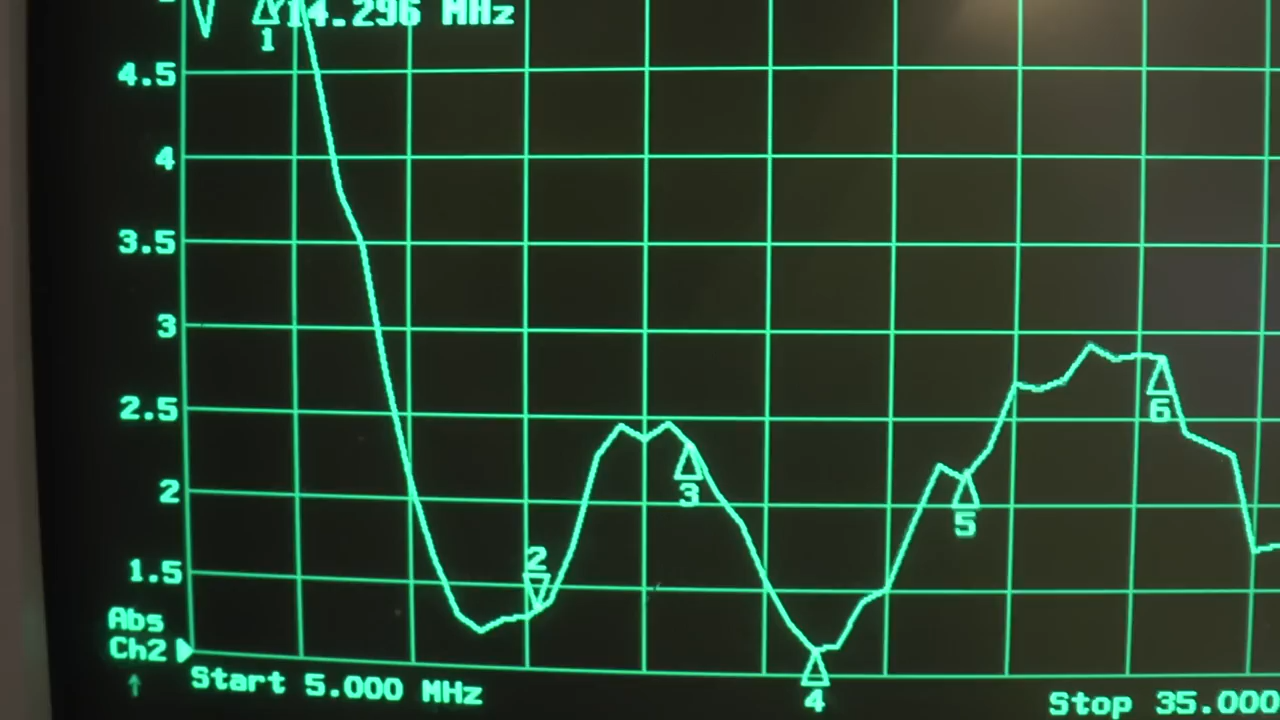 14.296 MHz
1
4.5
4
3.5
3
2.5
2
1.5
2
3
4
5
6
Abs
Ch2
Start 5.000 MHz
Stop 35.000